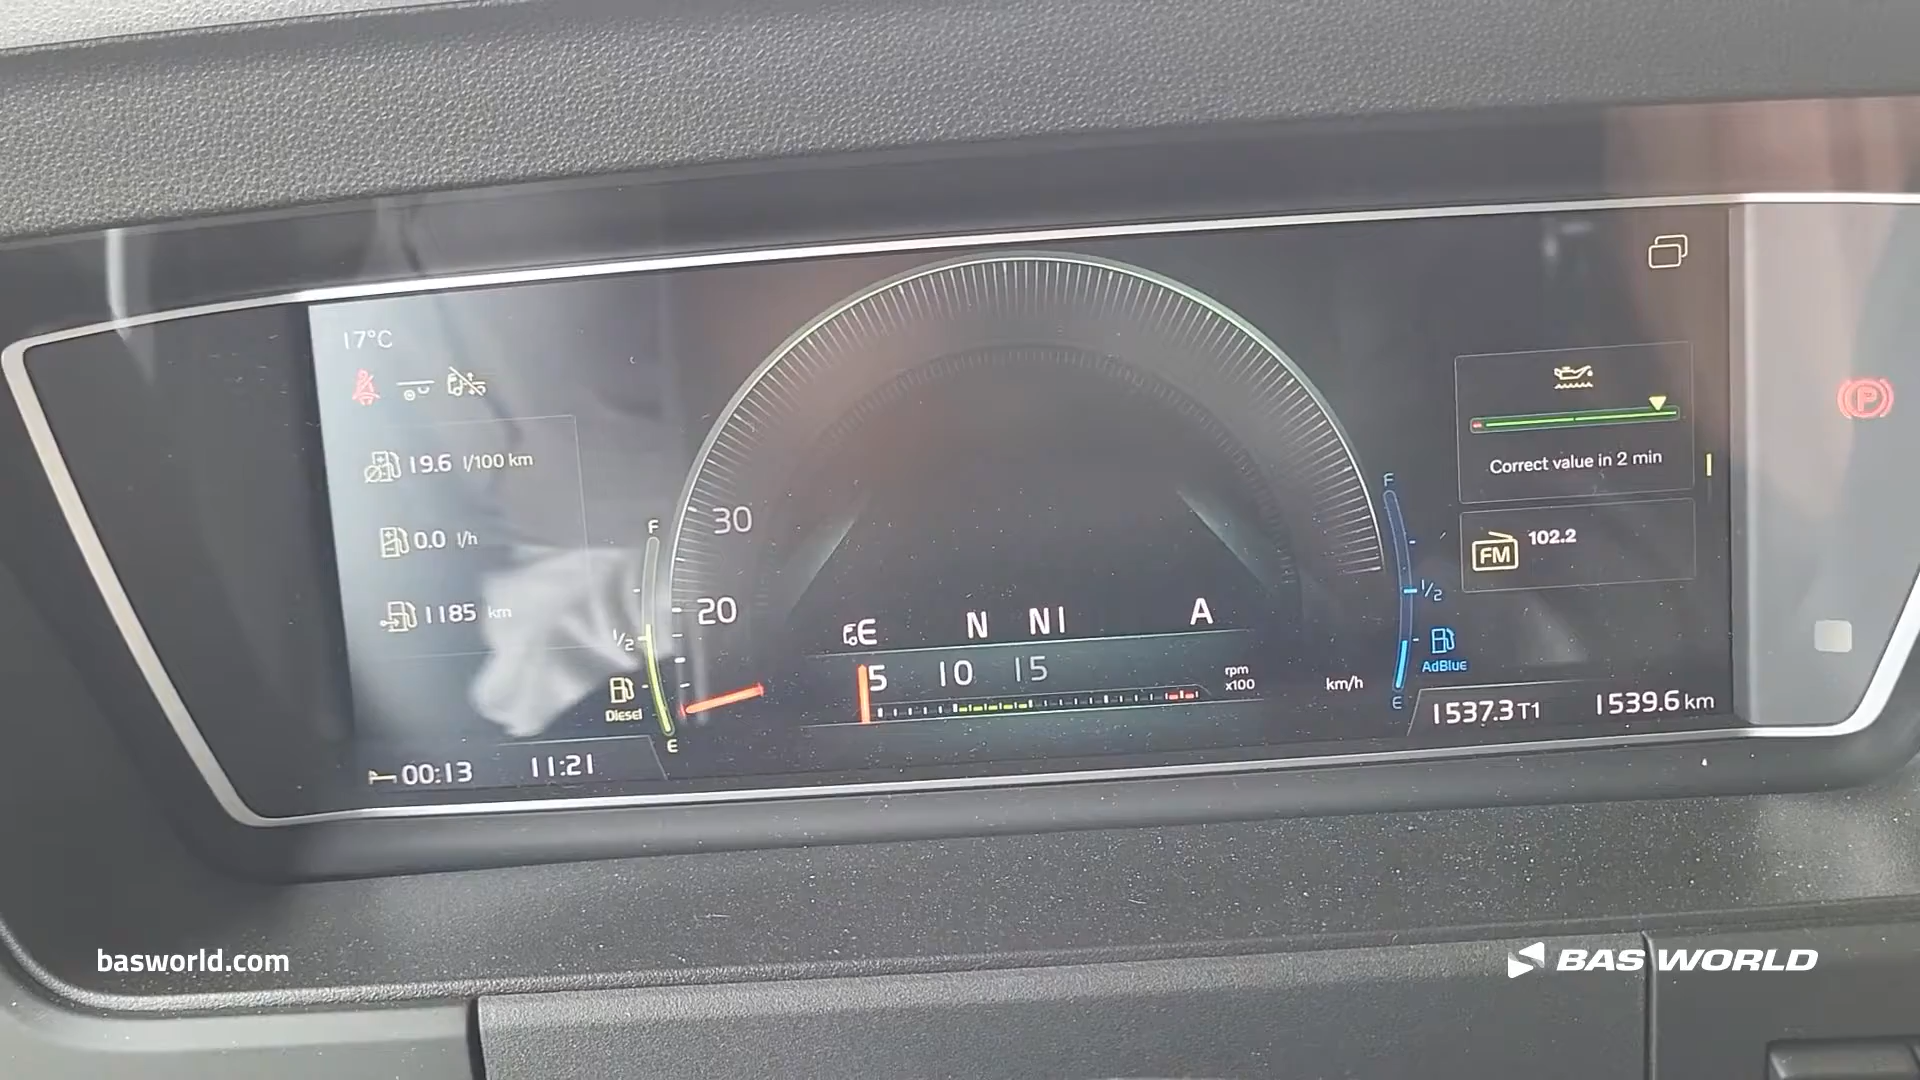 17°C
19.6 l/100 km
0.0 l/h
1185 km
F
1/2
Diesel
E
00:13
11:21
30
20
E N N1 A
5 10 15
rpm
x100
km/h
F
1/2
AdBlue
E
Correct value in 2 min
FM 102.2
P
1537.3 T1
1539.6 km
basworld.com
BAS WORLD